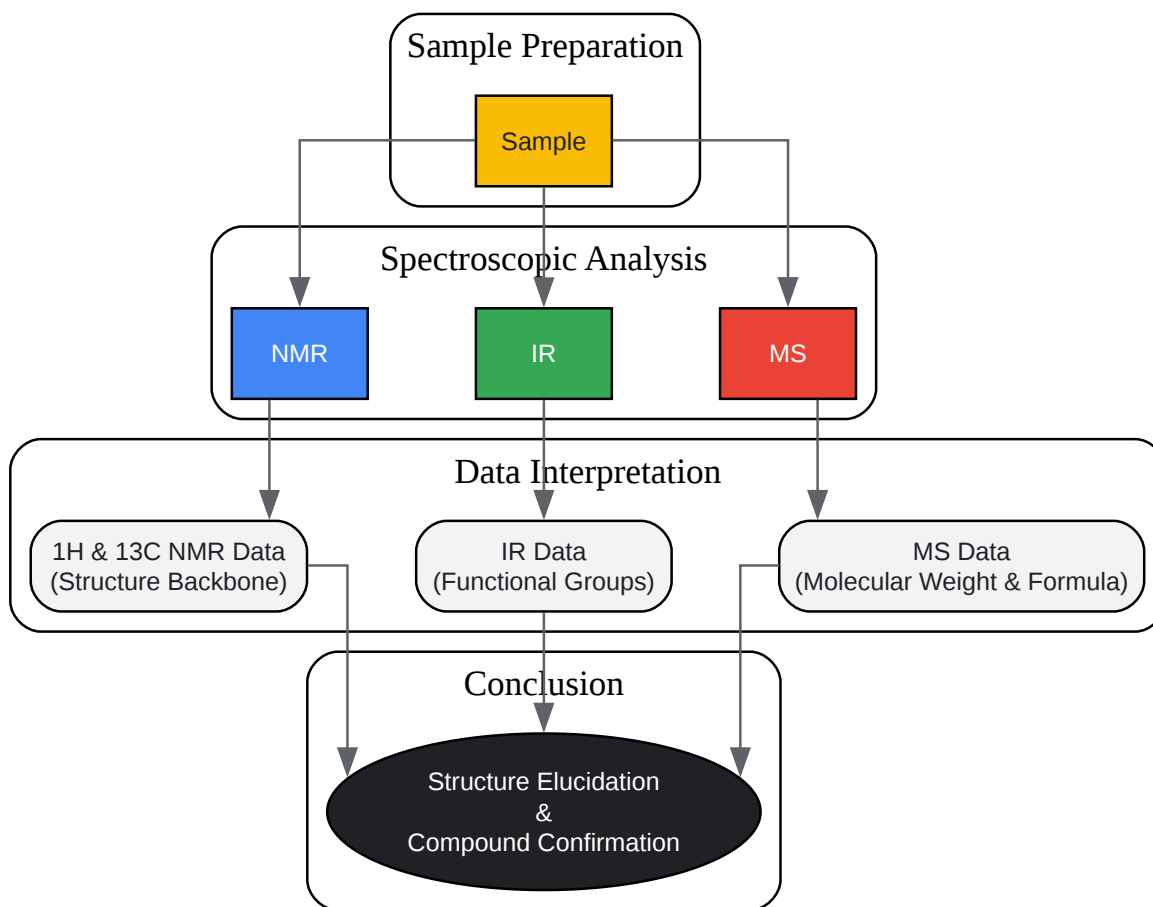 Sample Preparation
Sample
Spectroscopic Analysis
NMR
IR
MS
Data Interpretation
1H & 13C NMR Data
(Structure Backbone)
IR Data
(Functional Groups)
MS Data
(Molecular Weight & Formula)
Conclusion
Structure Elucidation
&
Compound Confirmation